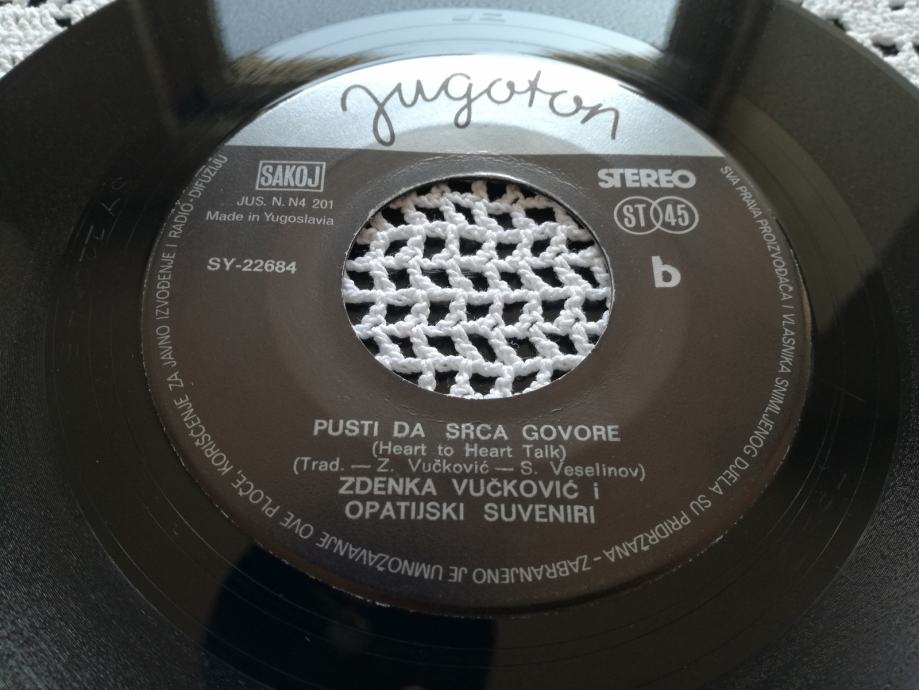 jugoton
SAKOJ
JUS. N. N4 201
Made in Yugoslavia
SY-22684
STEREO
ST 45
b
PUSTI DA SRCA GOVORE
(Heart to Heart Talk)
(Trad. — Z. Vučković — S. Veselinov)
ZDENKA VUČKOVIĆ i
OPATIJSKI SUVENIRI
SVA PRAVA PROIZVOĐAČA I VLASNIKA SNIMLJENOG DJELA SU PRIDRŽANA - ZABRANJENO JE UMNOŽAVANJE OVE PLOČE, KORIŠĆENJE ZA JAVNO IZVOĐENJE I RADIO-DIFUZIJU